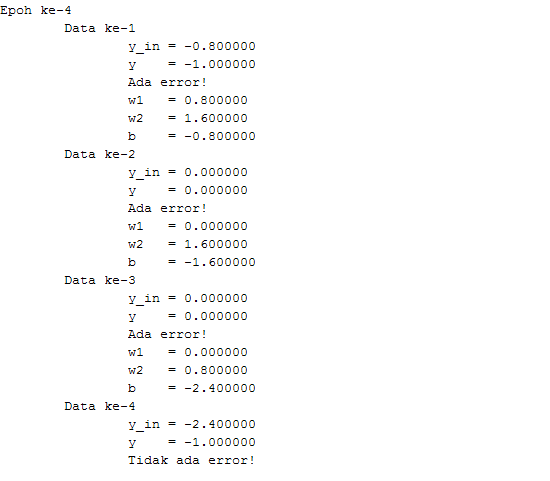 Epoh ke-4
Data ke-1
y_in = -0.800000
y    = -1.000000
Ada error!
w1   = 0.800000
w2   = 1.600000
b    = -0.800000
Data ke-2
y_in = 0.000000
y    = 0.000000
Ada error!
w1   = 0.000000
w2   = 1.600000
b    = -1.600000
Data ke-3
y_in = 0.000000
y    = 0.000000
Ada error!
w1   = 0.000000
w2   = 0.800000
b    = -2.400000
Data ke-4
y_in = -2.400000
y    = -1.000000
Tidak ada error!